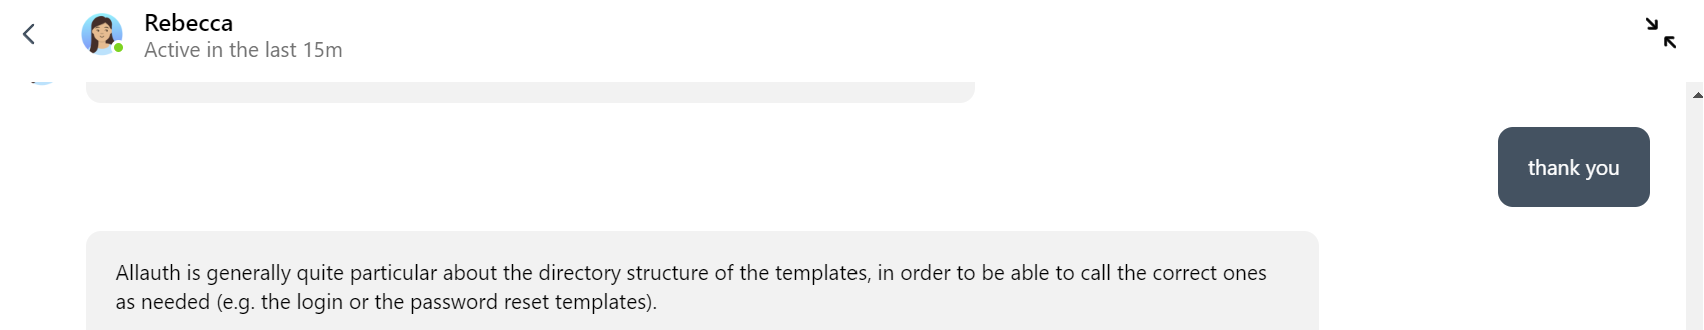 Rebecca
Active in the last 15m
thank you
Allauth is generally quite particular about the directory structure of the templates, in order to be able to call the correct ones
as needed (e.g. the login or the password reset templates).